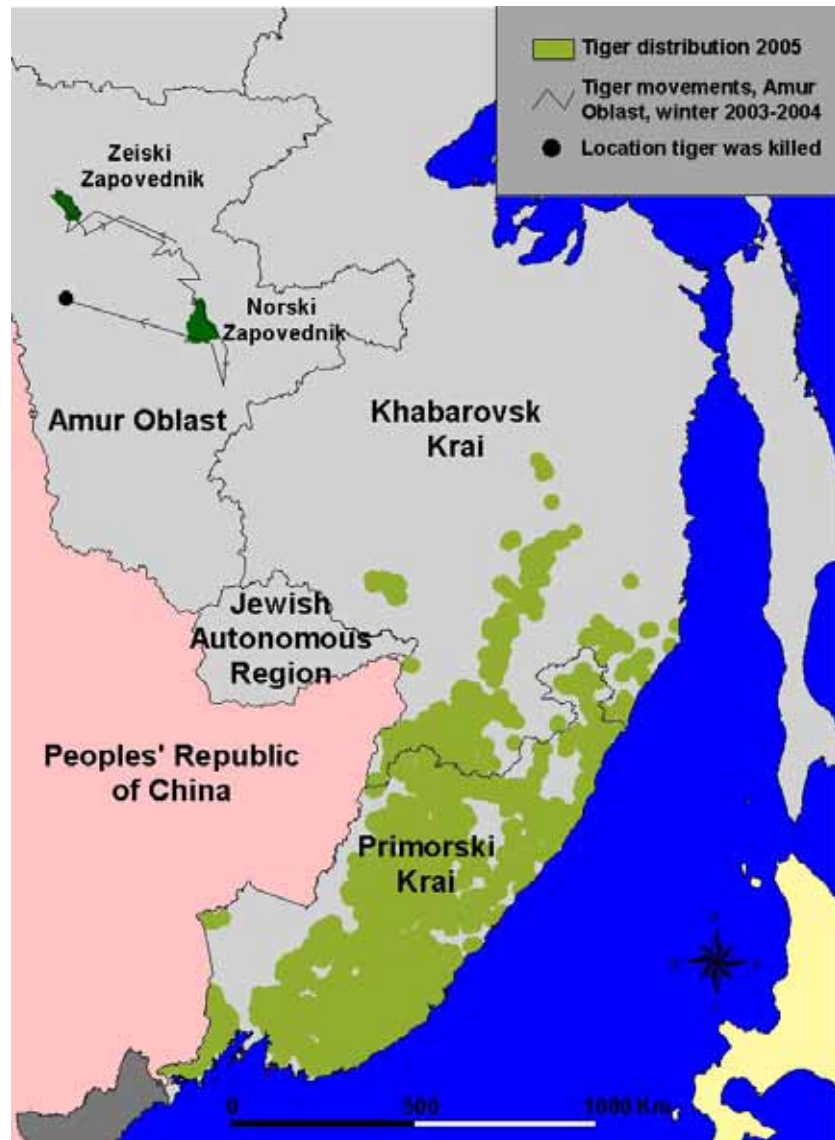 Tiger distribution 2005
Tiger movements, Amur
Oblast, winter 2003-2004
Location tiger was killed
Zeiski
Zapovednik
Norski
Zapovednik
Amur Oblast
Khabarovsk
Krai
Jewish
Autonomous
Region
Peoples' Republic
of China
Primorski
Krai
0
500
1000 Km